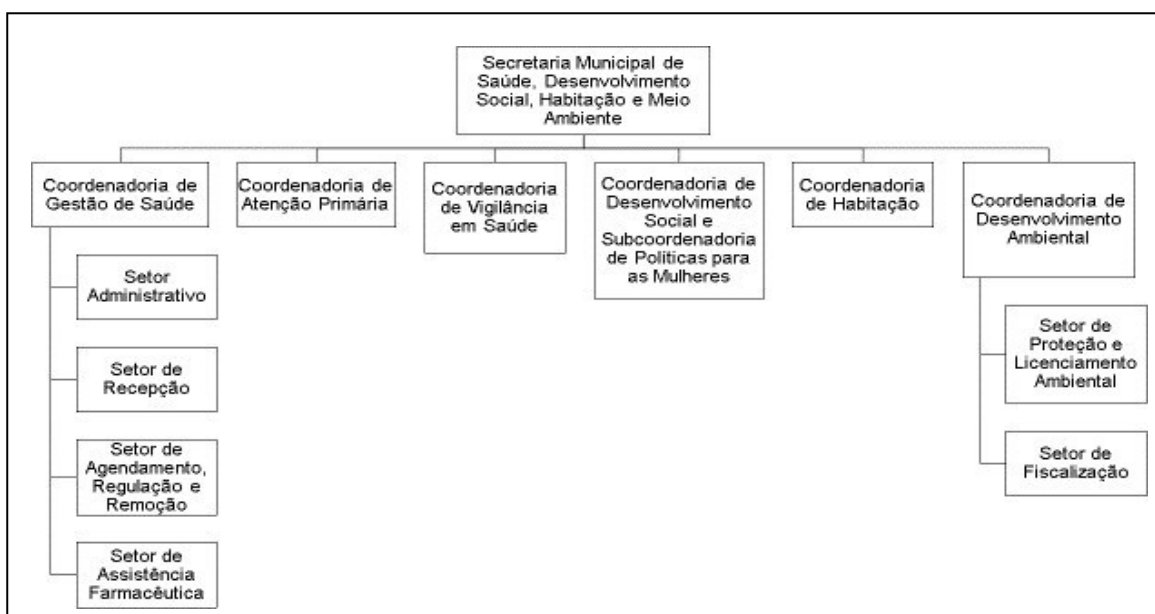 Secretaria Municipal de
Saúde, Desenvolvimento
Social, Habitação e Meio
Ambiente
Coordenadoria de
Gestão de Saúde
Coordenadoria de
Atenção Primária
Coordenadoria
de Vigilância
em Saúde
Coordenadoria de
Desenvolvimento
Social e
Subcoordenadoria
de Políticas para
as Mulheres
Coordenadoria
de Habitação
Coordenadoria de
Desenvolvimento
Ambiental
Setor
Administrativo
Setor de
Recepção
Setor de
Agendamento,
Regulação e
Remoção
Setor de
Assistência
Farmacêutica
Setor de
Proteção e
Licenciamento
Ambiental
Setor de
Fiscalização